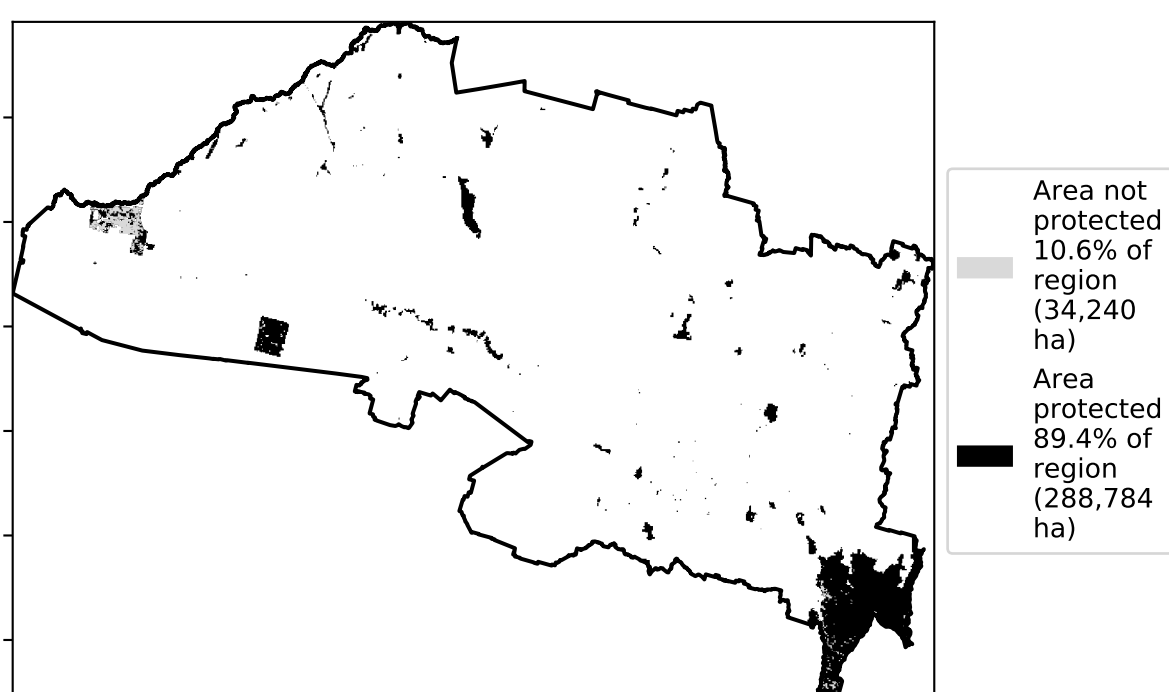 Area not
protected
10.6% of
region
(34,240
ha)
Area
protected
89.4% of
region
(288,784
ha)